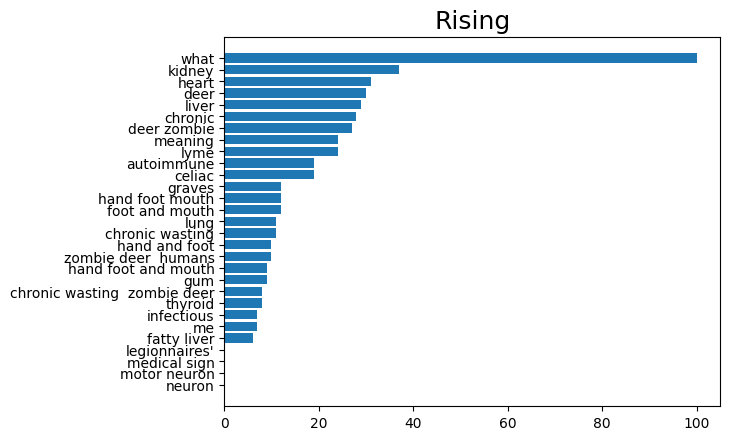 Rising
what
kidney
heart
deer
liver
chronic
deer zombie
meaning
lyme
autoimmune
celiac
graves
hand foot mouth
foot and mouth
lung
chronic wasting
hand and foot
zombie deer  humans
hand foot and mouth
gum
chronic wasting  zombie deer
thyroid
infectious
me
fatty liver
legionnaires'
medical sign
motor neuron
neuron
0 20 40 60 80 100